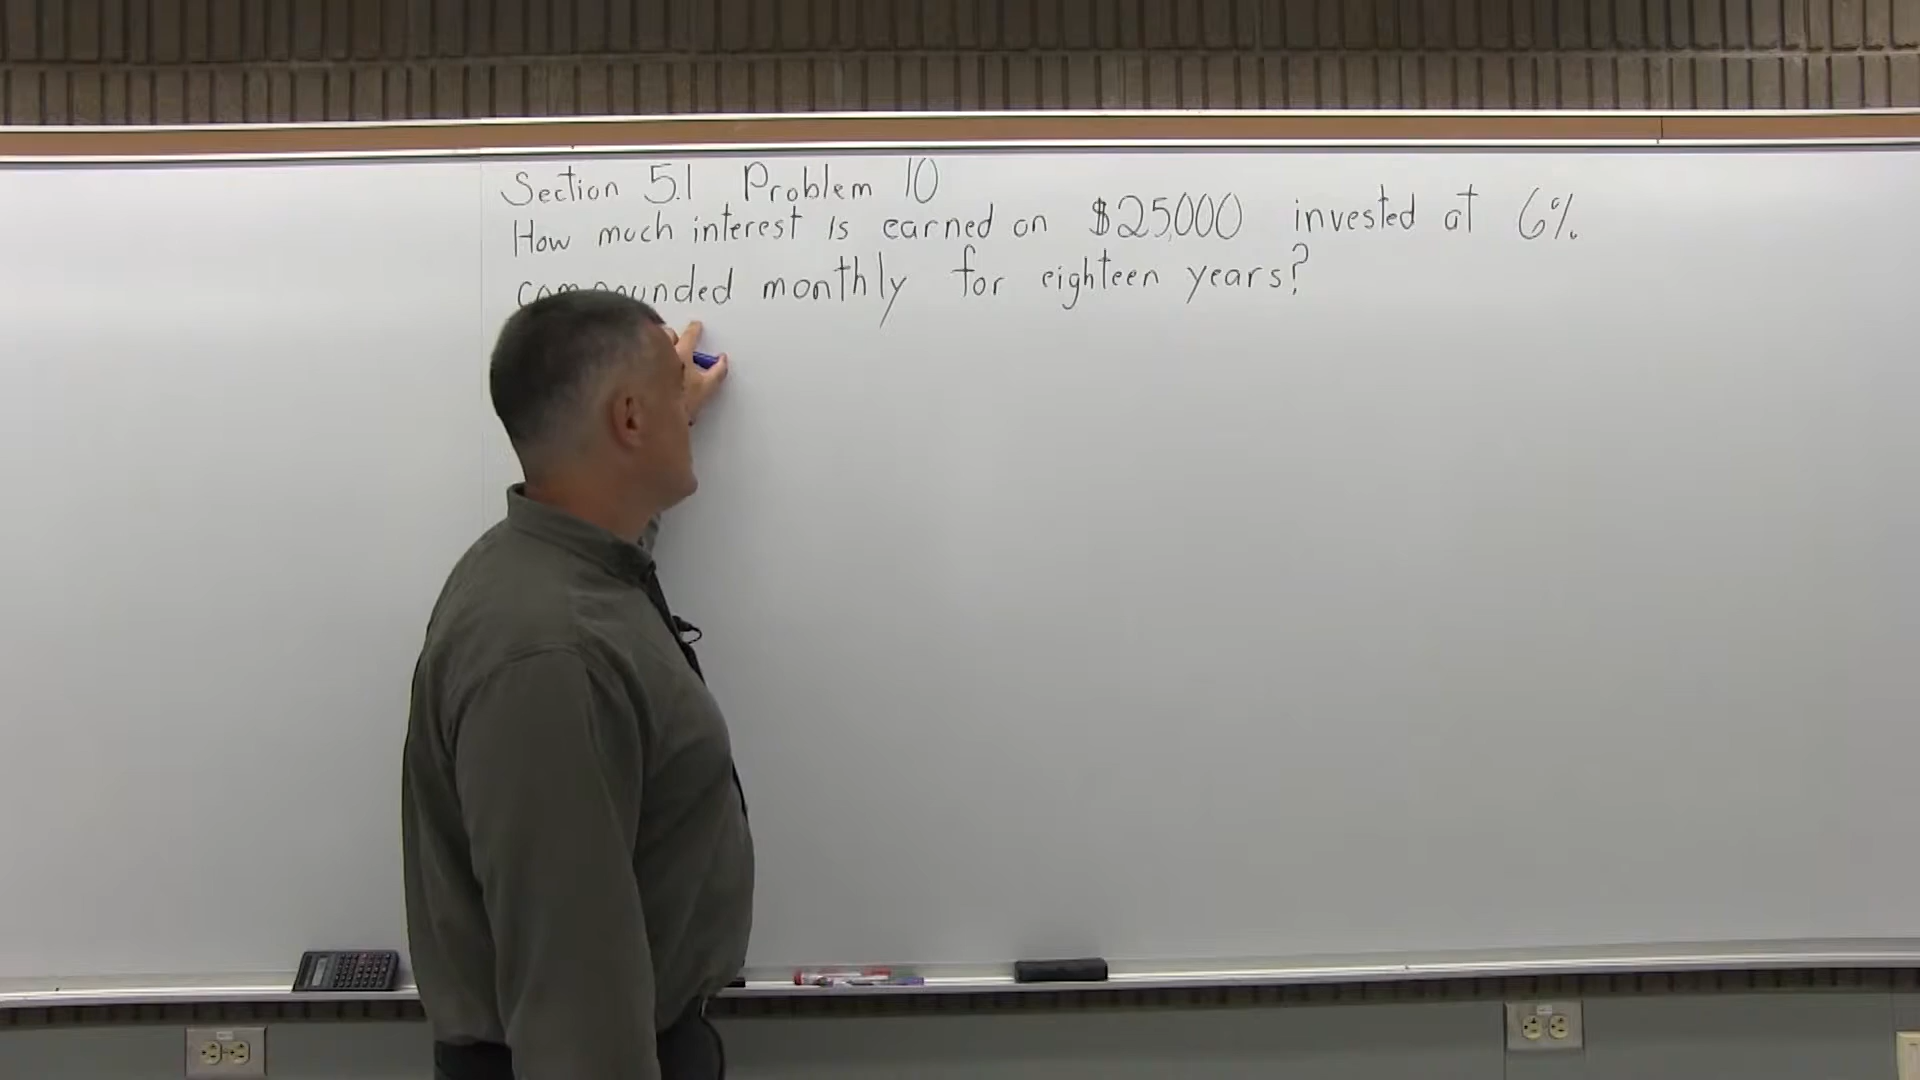 Section 5.1 Problem 10
How much interest is earned on $25,000 invested at 6%
compounded monthly for eighteen years?